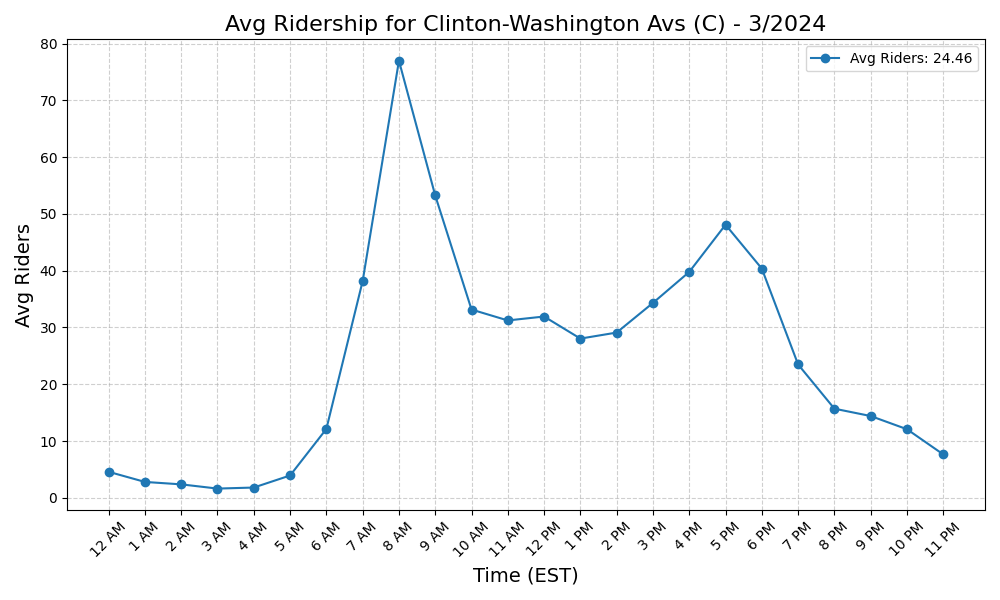 Avg Ridership for Clinton-Washington Avs (C) - 3/2024
Avg Riders: 24.46
Avg Riders
80
70
60
50
40
30
20
10
0
12 AM
1 AM
2 AM
3 AM
4 AM
5 AM
6 AM
7 AM
8 AM
9 AM
10 AM
11 AM
12 PM
1 PM
2 PM
3 PM
4 PM
5 PM
6 PM
7 PM
8 PM
9 PM
10 PM
11 PM
Time (EST)